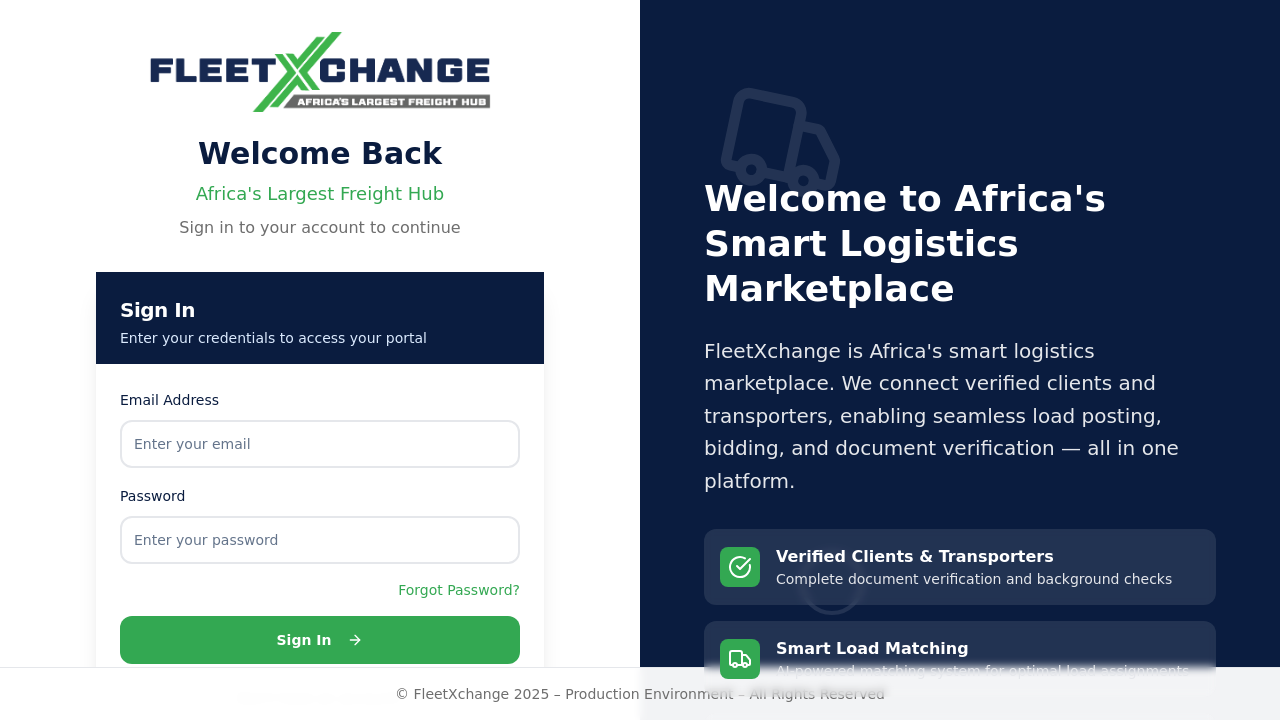 FLEETXCHANGE
AFRICA'S LARGEST FREIGHT HUB
Welcome Back
Africa's Largest Freight Hub
Sign in to your account to continue
Sign In
Enter your credentials to access your portal
Email Address
Enter your email
Password
Enter your password
Forgot Password?
Sign In
Welcome to Africa's
Smart Logistics
Marketplace
FleetXchange is Africa's smart logistics
marketplace. We connect verified clients and
transporters, enabling seamless load posting,
bidding, and document verification — all in one
platform.
Verified Clients & Transporters
Complete document verification and background checks
Smart Load Matching
AI-powered matching system for optimal load assignments
© FleetXchange 2025 – Production Environment – All Rights Reserved